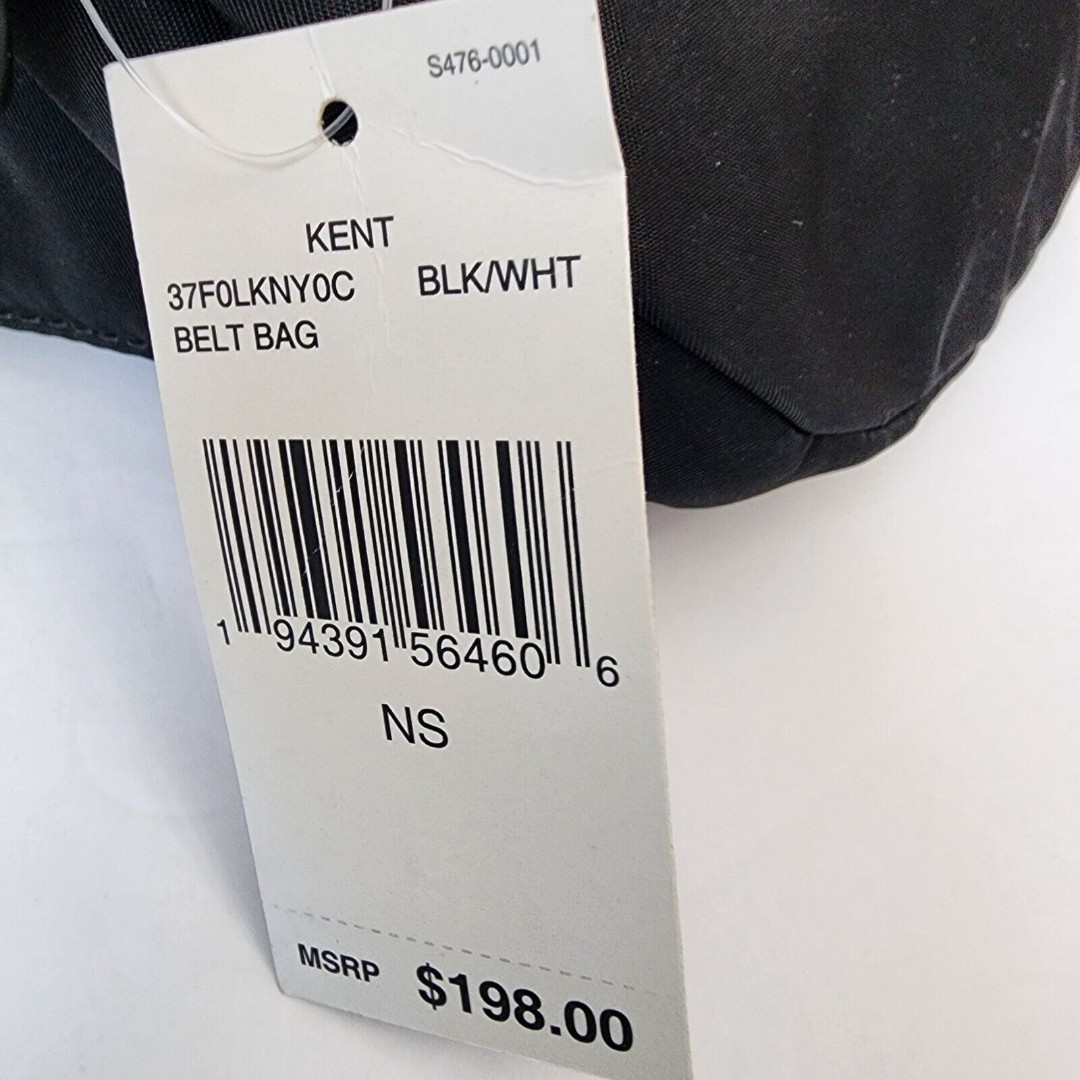 S476-0001
KENT
37F0LKNY0C BLK/WHT
BELT BAG
1 94391 56460 6
NS
MSRP $198.00